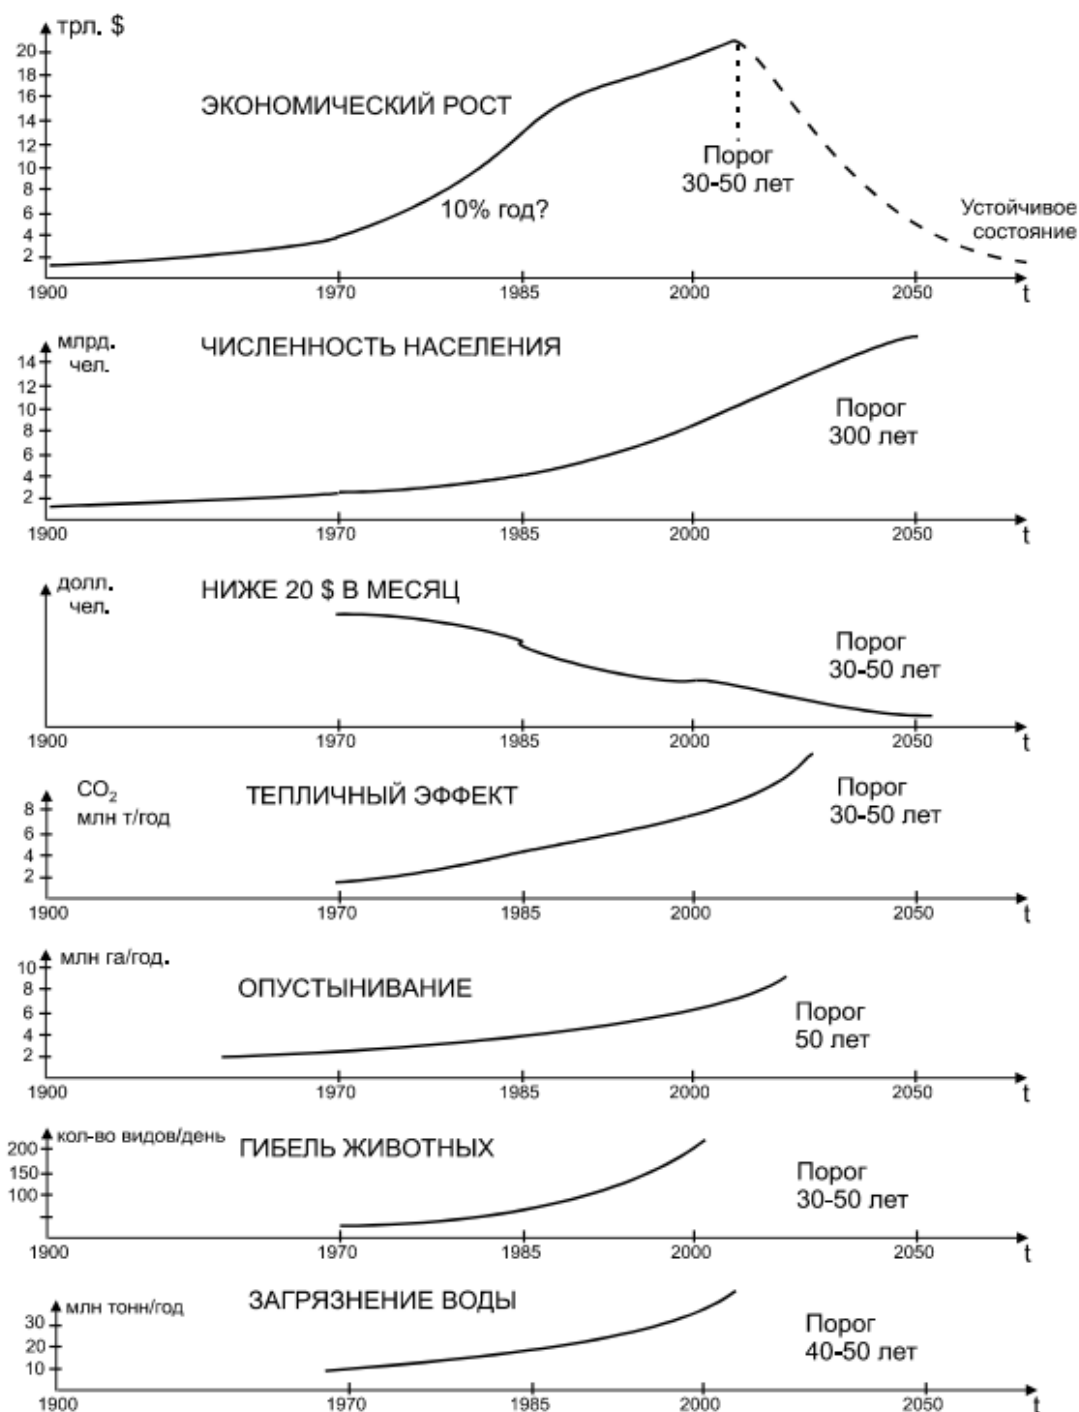 трл. $
20
18
16
14
12
10
8
6
4
2
ЭКОНОМИЧЕСКИЙ РОСТ
10% год?
Порог
30-50 лет
Устойчивое
состояние
1900 1970 1985 2000 2050 t
млрд.
чел.
ЧИСЛЕННОСТЬ НАСЕЛЕНИЯ
14
12
10
8
6
4
2
Порог
300 лет
1900 1970 1985 2000 2050 t
долл.
чел.
НИЖЕ 20 $ В МЕСЯЦ
Порог
30-50 лет
1900 1970 1985 2000 2050 t
CO₂
млн т/год
ТЕПЛИЧНЫЙ ЭФФЕКТ
8
6
4
2
Порог
30-50 лет
1900 1970 1985 2000 2050 t
млн га/год.
ОПУСТЫНИВАНИЕ
10
8
6
4
2
Порог
50 лет
1900 1970 1985 2000 2050 t
кол-во видов/день
ГИБЕЛЬ ЖИВОТНЫХ
200
150
100
Порог
30-50 лет
1900 1970 1985 2000 2050 t
млн тонн/год
ЗАГРЯЗНЕНИЕ ВОДЫ
30
20
10
Порог
40-50 лет
1900 1970 1985 2000 2050 t